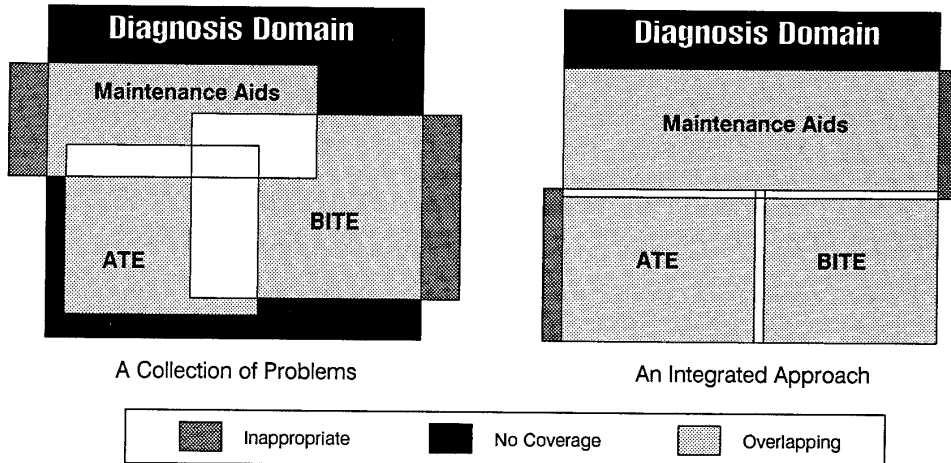 Diagnosis Domain
Maintenance Aids
ATE
BITE
A Collection of Problems
Diagnosis Domain
Maintenance Aids
ATE
BITE
An Integrated Approach
Inappropriate
No Coverage
Overlapping